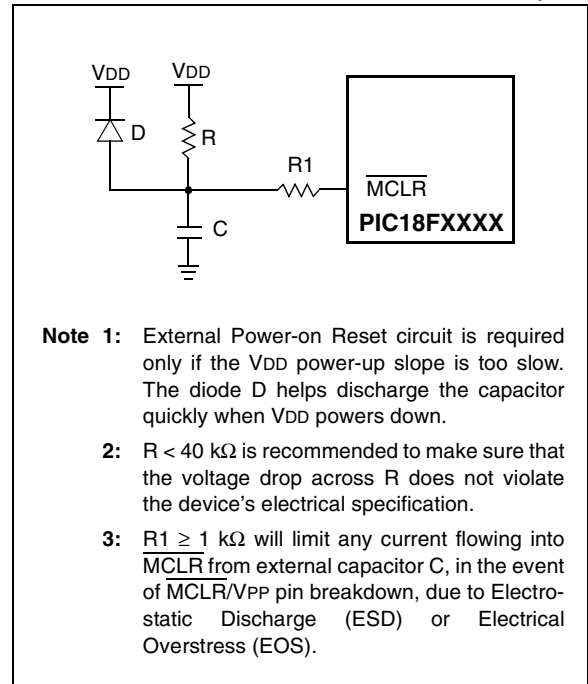 VDD VDD
D R
R1
MCLR
C PIC18FXXXX
Note 1: External Power-on Reset circuit is required
only if the VDD power-up slope is too slow.
The diode D helps discharge the capacitor
quickly when VDD powers down.
2: R < 40 kΩ is recommended to make sure that
the voltage drop across R does not violate
the device's electrical specification.
3: R1 ≥ 1 kΩ will limit any current flowing into
MCLR from external capacitor C, in the event
of MCLR/VPP pin breakdown, due to Electro-
static Discharge (ESD) or Electrical
Overstress (EOS).